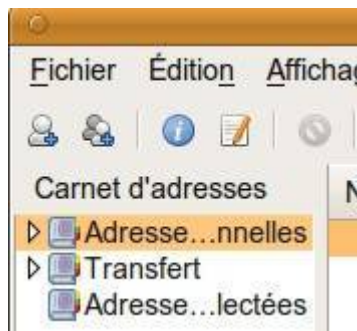 Fichier Édition Affichag
Carnet d'adresses N
Adresse...nnelles
Transfert
Adresse...lectées